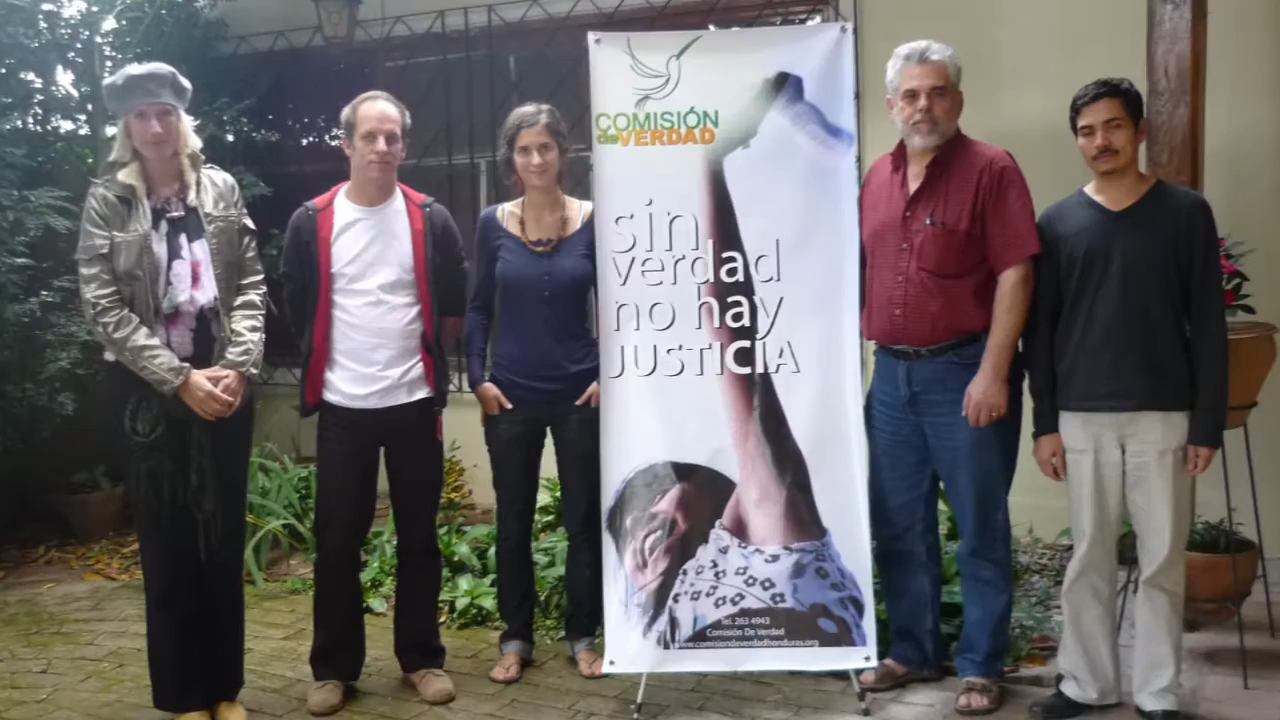 COMISIÓN
de VERDAD
sin
verdad
no hay
JUSTICIA
Tel. 263 4943
Comisión De Verdad
www.comisiondeverdadhonduras.org